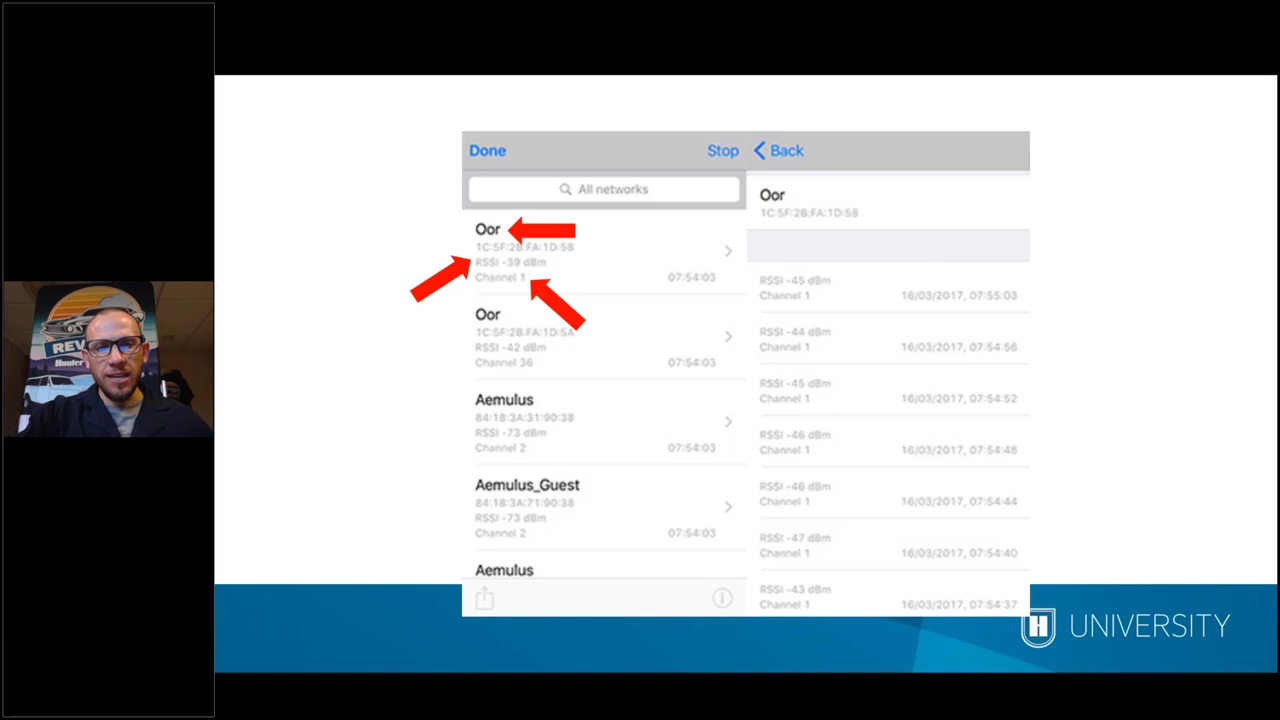 Done
Stop
All networks
Oor
1C:5F:2B:FA:1D:58
RSSI -39 dBm
Channel 1
07:54:03
Oor
1C:5F:2B:FA:1D:5A
RSSI -42 dBm
Channel 36
07:54:03
Aemulus
84:18:3A:31:90:38
RSSI -73 dBm
Channel 2
07:54:03
Aemulus_Guest
84:18:3A:71:90:38
RSSI -73 dBm
Channel 2
07:54:03
Aemulus
Back
Oor
1C:5F:2B:FA:1D:58
RSSI -45 dBm
Channel 1
16/03/2017, 07:55:03
RSSI -44 dBm
Channel 1
16/03/2017, 07:54:56
RSSI -45 dBm
Channel 1
16/03/2017, 07:54:52
RSSI -46 dBm
Channel 1
16/03/2017, 07:54:48
RSSI -46 dBm
Channel 1
16/03/2017, 07:54:44
RSSI -47 dBm
Channel 1
16/03/2017, 07:54:40
RSSI -43 dBm
Channel 1
16/03/2017, 07:54:37
H UNIVERSITY
REV
Hunter